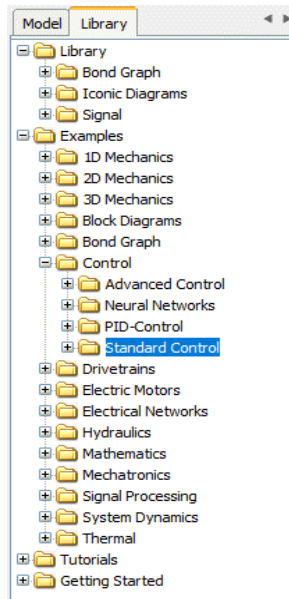 Model Library
Library
Bond Graph
Iconic Diagrams
Signal
Examples
1D Mechanics
2D Mechanics
3D Mechanics
Block Diagrams
Bond Graph
Control
Advanced Control
Neural Networks
PID-Control
Standard Control
Drivetrains
Electric Motors
Electrical Networks
Hydraulics
Mathematics
Mechatronics
Signal Processing
System Dynamics
Thermal
Tutorials
Getting Started